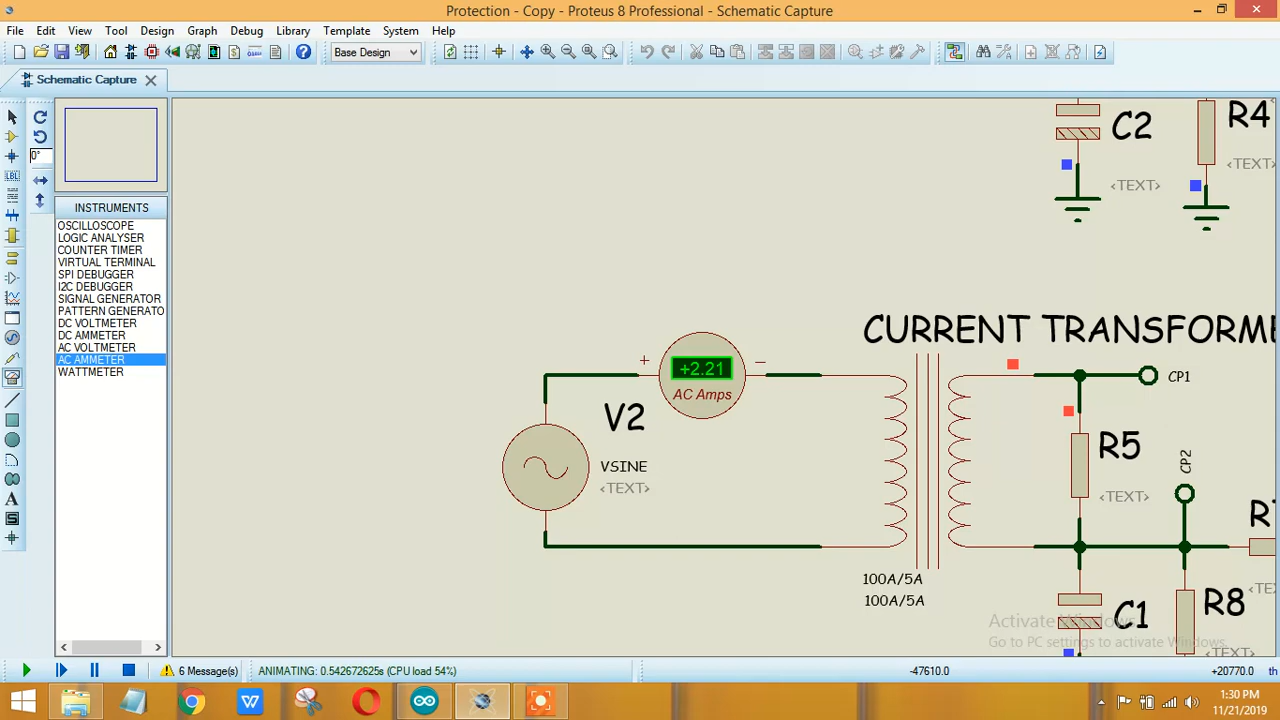 Protection - Copy - Proteus 8 Professional - Schematic Capture
File Edit View Tool Design Graph Debug Library Template System Help
Base Design
Schematic Capture
0°
INSTRUMENTS
OSCILLOSCOPE
LOGIC ANALYSER
COUNTER TIMER
VIRTUAL TERMINAL
SPI DEBUGGER
I2C DEBUGGER
SIGNAL GENERATOR
PATTERN GENERATO
DC VOLTMETER
DC AMMETER
AC VOLTMETER
AC AMMETER
WATTMETER
C2
<TEXT>
R4
<TEXT>
CURRENT TRANSFORME
+ −
+2.21
AC Amps
V2
VSINE
<TEXT>
CP1
R5
<TEXT>
CP2
100A/5A
100A/5A
C1
R8
<TEXT>
Activate Windows
Go to PC settings to activate Windows.
6 Message(s)
ANIMATING: 0.542672625s (CPU load 54%)
-47610.0
+20770.0
th
1:30 PM
11/21/2019